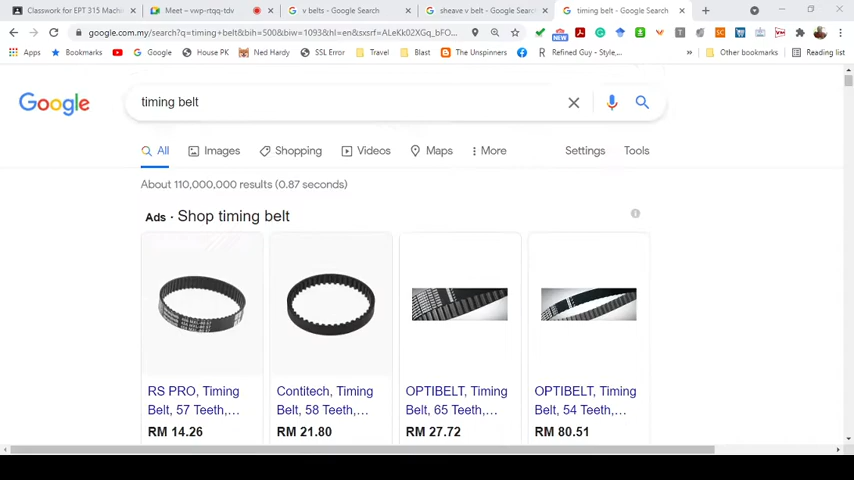 Classwork for EPT 315 Machin
Meet – vwp-rtqq-tdv
v belts - Google Search
sheave v belt - Google Searc
timing belt - Google Search
google.com.my/search?q=timing+belt&bih=500&biw=1093&hl=en&sxsrf=ALeKk02XGq_bFO...
NEW
Apps
Bookmarks
Google
House PK
Ned Hardy
SSL Error
Travel
Blast
The Unspinners
Refined Guy – Style,...
»
Other bookmarks
Reading list
Google
timing belt
All
Images
Shopping
Videos
Maps
More
Settings
Tools
About 110,000,000 results (0.87 seconds)
Ads · Shop timing belt
RS PRO, Timing
Belt, 57 Teeth,...
RM 14.26
Contitech, Timing
Belt, 58 Teeth,...
RM 21.80
OPTIBELT, Timing
Belt, 65 Teeth,...
RM 27.72
OPTIBELT, Timing
Belt, 54 Teeth,...
RM 80.51